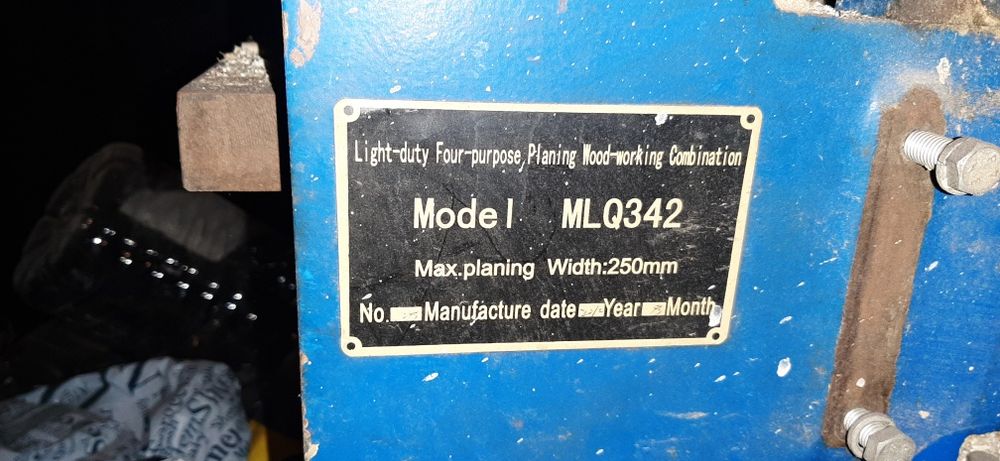 Light-duty Four-purpose Planing Wood-working Combination
Model MLQ342
Max.planing Width:250mm
No. Manufacture date Year Month